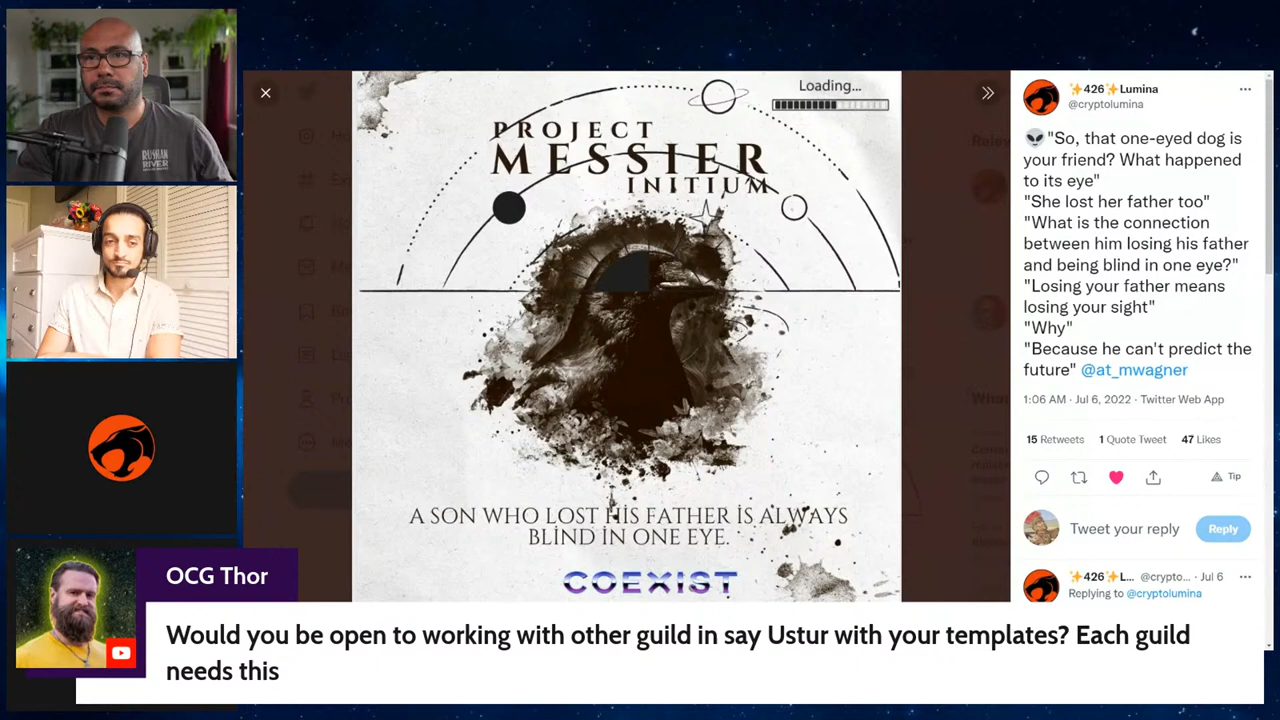 RUSSIAN
RIVER
Loading...
PROJECT
MESSIER
INITIUM
A SON WHO LOST HIS FATHER İS ALWAYS
BLİND İN ONE EYE.
COEXIST
✨426✨Lumina
@cryptolumina
👽"So, that one-eyed dog is
your friend? What happened
to its eye"
"She lost her father too"
"What is the connection
between him losing his father
and being blind in one eye?"
"Losing your father means
losing your sight"
"Why"
"Because he can't predict the
future" @at_mwagner
1:06 AM · Jul 6, 2022 · Twitter Web App
15 Retweets 1 Quote Tweet 47 Likes
Tip
Tweet your reply
Reply
✨426✨L... @crypto... · Jul 6
Replying to @cryptolumina
OCG Thor
Would you be open to working with other guild in say Ustur with your templates? Each guild
needs this